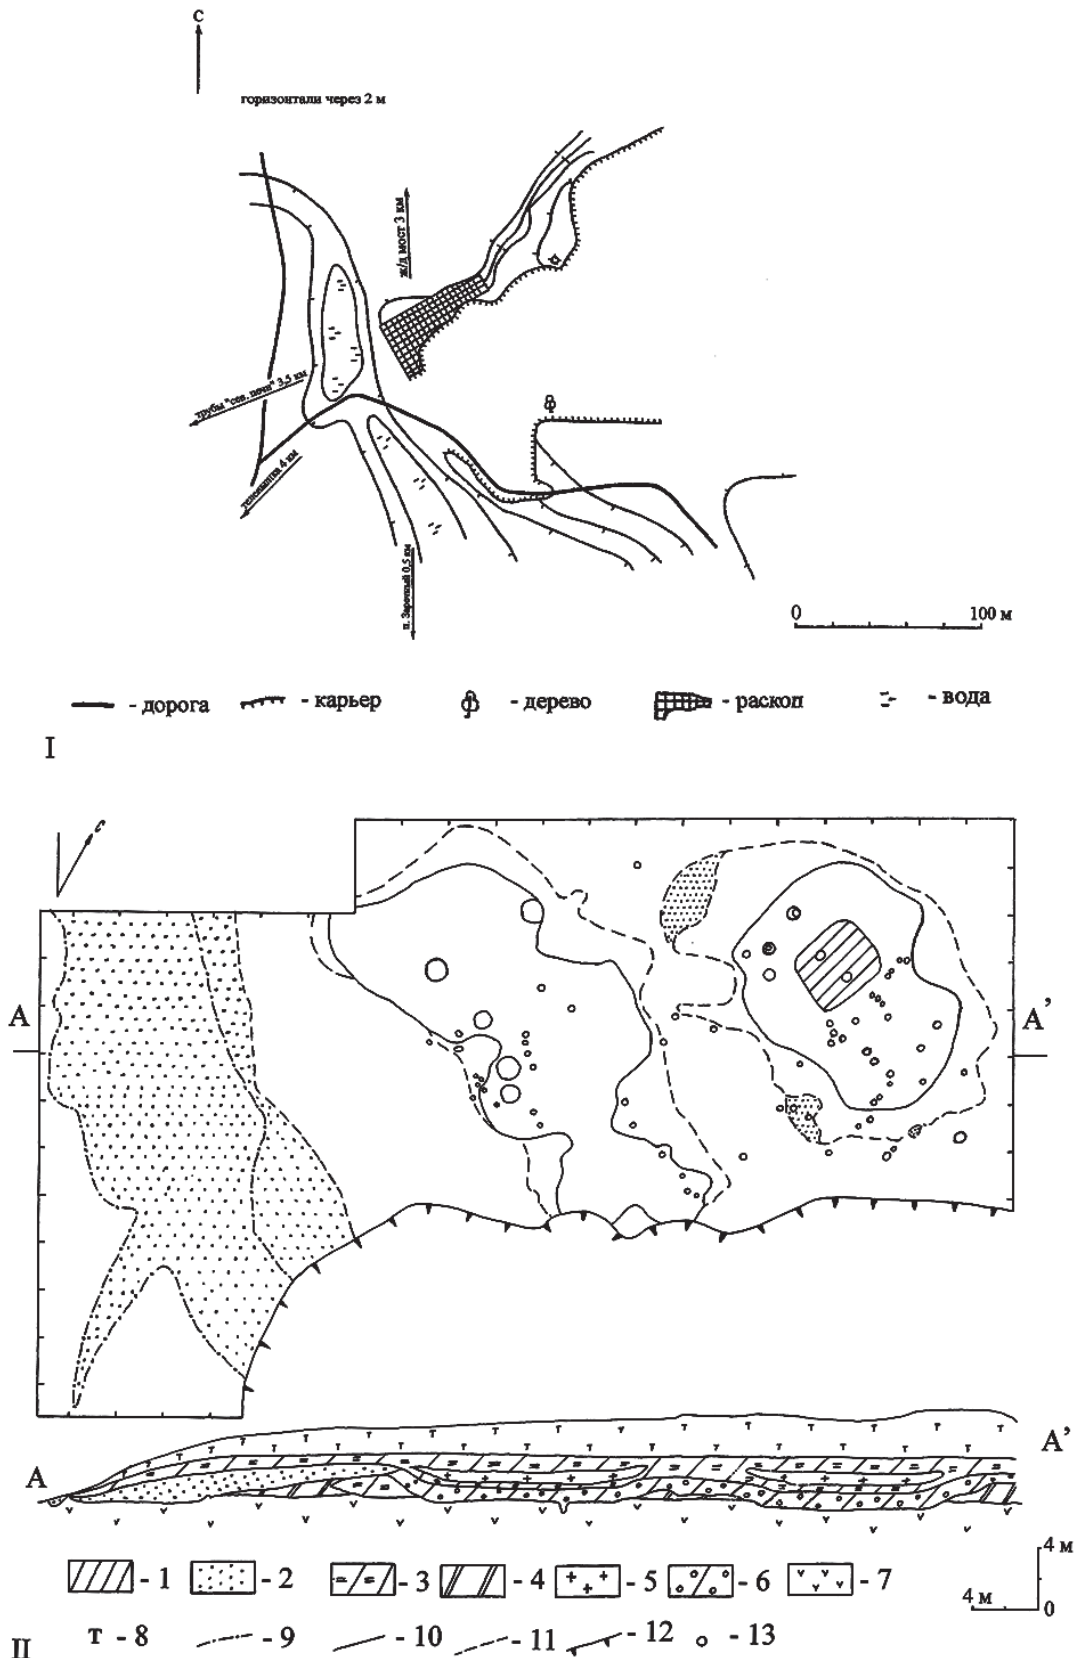 С
горизонтали через 2 м
ж/д мост 3 км
трубы "сев. печи" 3,5 км
телевышка 4 км
п. Заречный 0,5 км
0 100 м
- дорога - карьер - дерево - раскоп - вода
I
С
A A'
A A'
- 1 - 2 - 3 - 4 - 5 - 6 - 7
4 м
4 м 0
т - 8 - 9 - 10 - 11 - 12 - 13
II